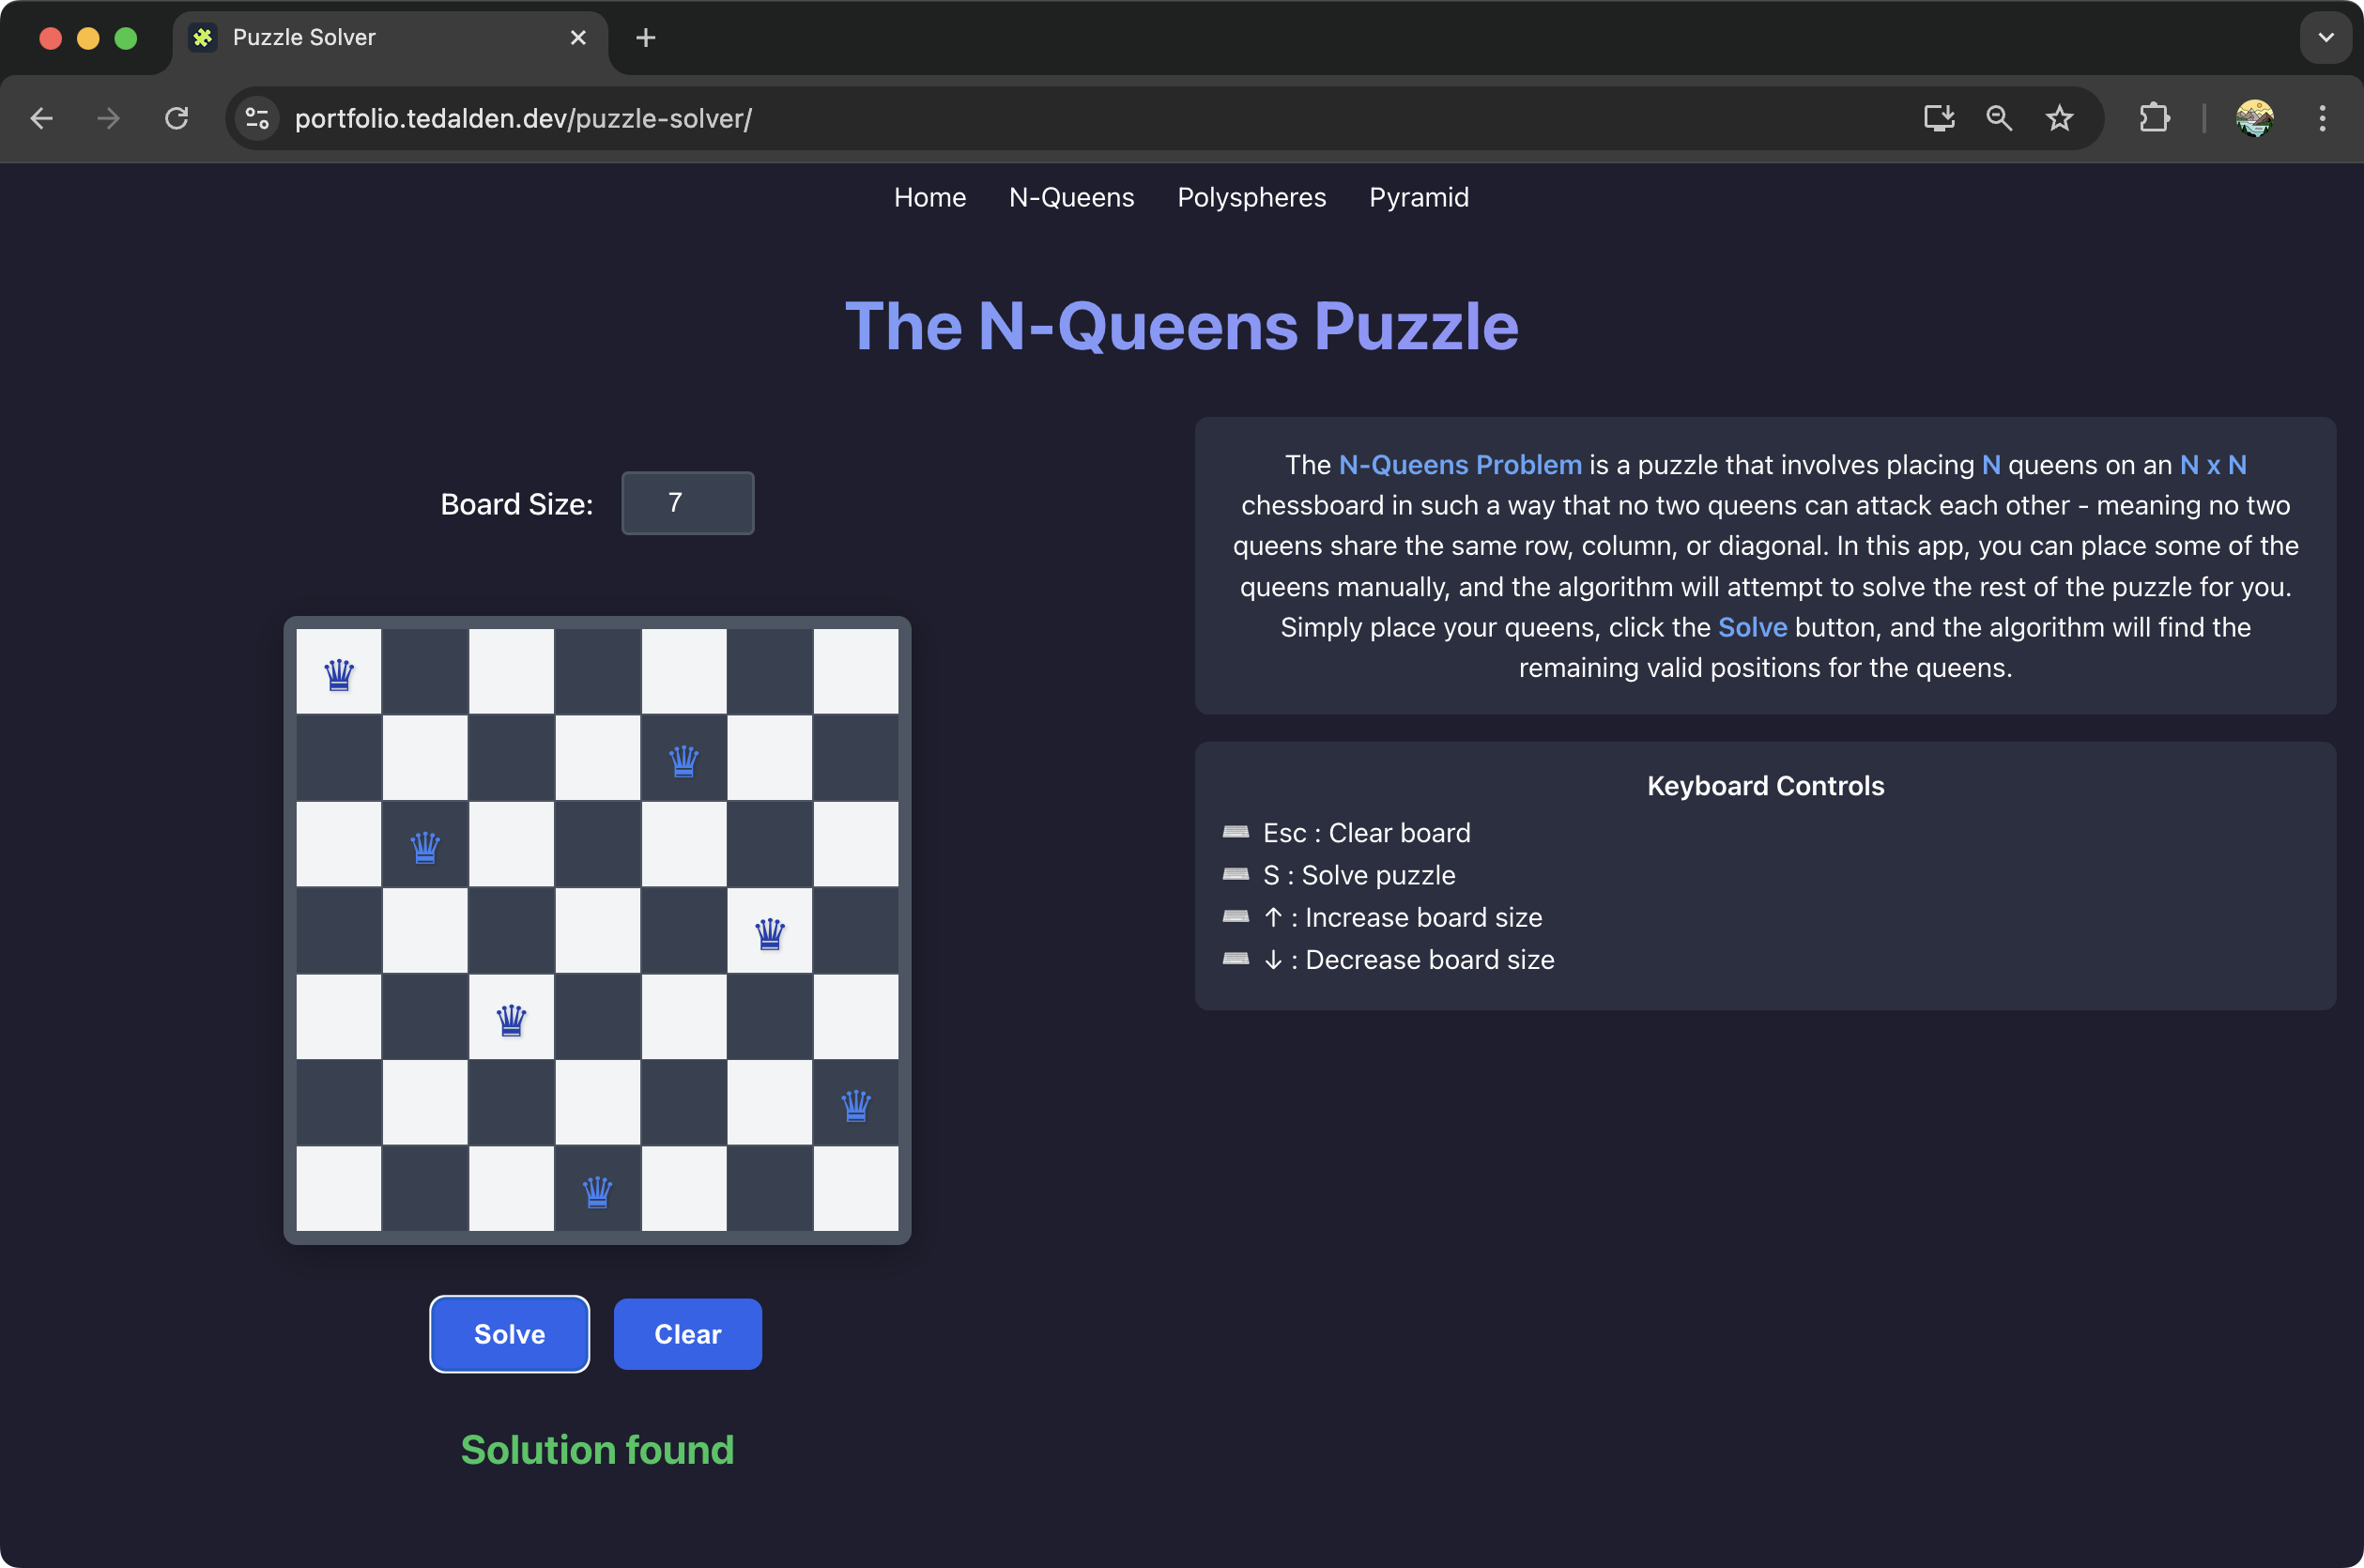 Puzzle Solver
portfolio.tedalden.dev/puzzle-solver/
Home N-Queens Polyspheres Pyramid
The N-Queens Puzzle
Board Size: 7
Solve Clear
Solution found
The N-Queens Problem is a puzzle that involves placing N queens on an N x N
chessboard in such a way that no two queens can attack each other - meaning no two
queens share the same row, column, or diagonal. In this app, you can place some of the
queens manually, and the algorithm will attempt to solve the rest of the puzzle for you.
Simply place your queens, click the Solve button, and the algorithm will find the
remaining valid positions for the queens.
Keyboard Controls
Esc : Clear board
S : Solve puzzle
↑ : Increase board size
↓ : Decrease board size